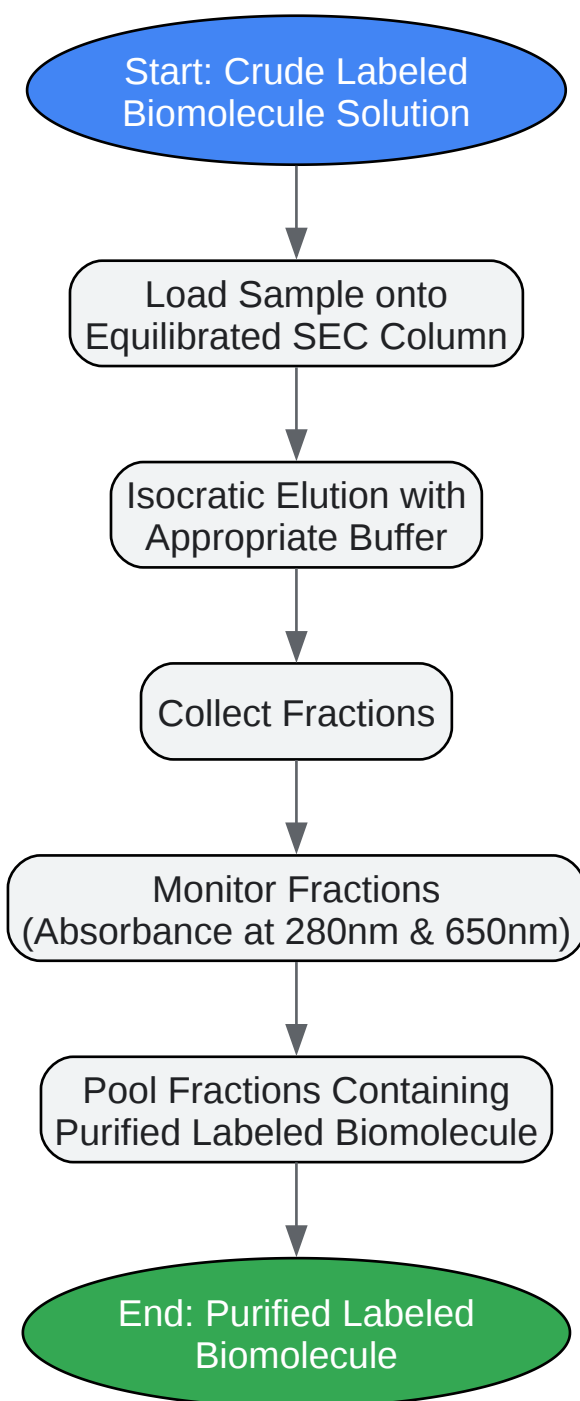 Start: Crude Labeled
Biomolecule Solution
Load Sample onto
Equilibrated SEC Column
Isocratic Elution with
Appropriate Buffer
Collect Fractions
Monitor Fractions
(Absorbance at 280nm & 650nm)
Pool Fractions Containing
Purified Labeled Biomolecule
End: Purified Labeled
Biomolecule